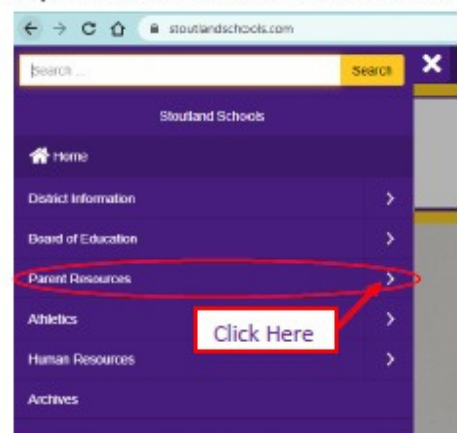 stoutlandschools.com
Search ...
Search
Stoutland Schools
Home
District Information
Board of Education
Parent Resources
Athletics
Click Here
Human Resources
Archives